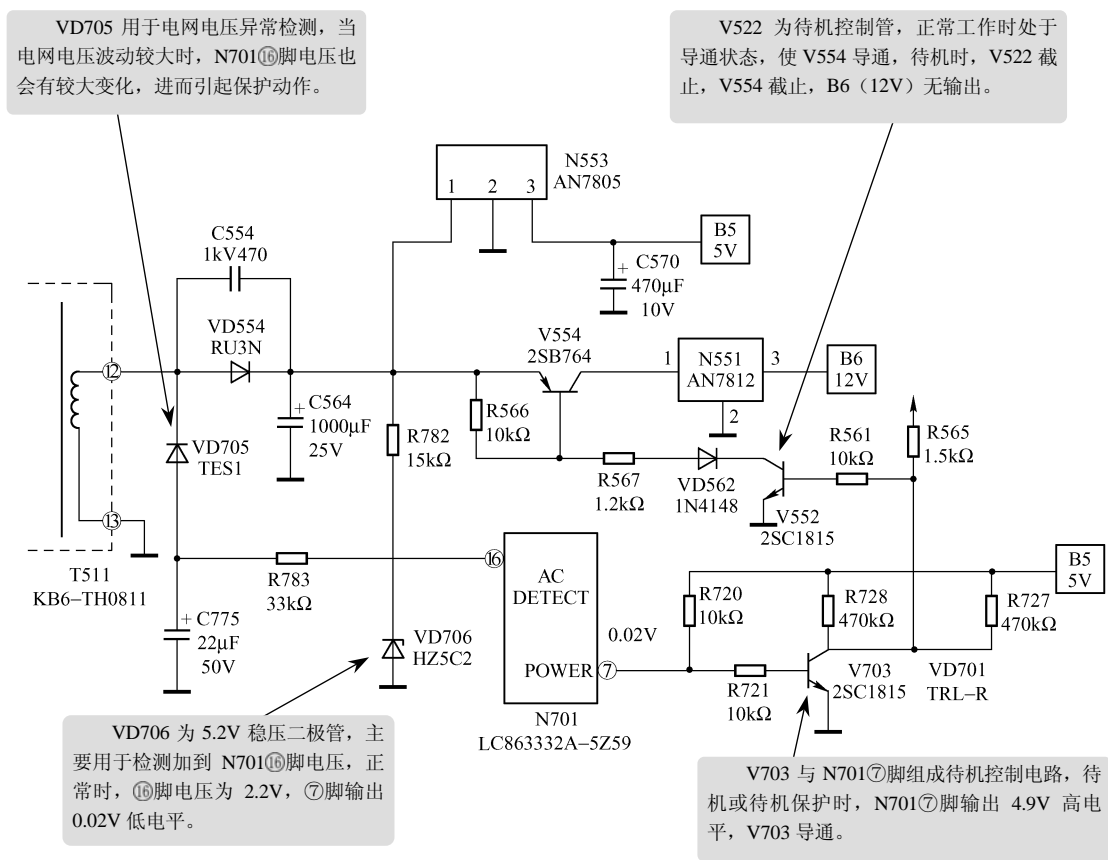 VD705 用于电网电压异常检测，当
电网电压波动较大时，N701⑯脚电压也
会有较大变化，进而引起保护动作。
V522 为待机控制管，正常工作时处于
导通状态，使 V554 导通，待机时，V522 截
止，V554 截止，B6（12V）无输出。
N553
AN7805
1 2 3
B5
5V
C554
1kV470
+ C570
470μF
10V
VD554
RU3N
V554
2SB764
1
N551
AN7812
3
2
B6
12V
⑫
+ C564
1000μF
25V
R782
15kΩ
R566
10kΩ
R561
10kΩ
R565
1.5kΩ
VD705
TES1
R567
1.2kΩ
VD562
1N4148
V552
2SC1815
⑬
T511
KB6–TH0811
R783
33kΩ
⑯
AC
DETECT
B5
5V
R720
10kΩ
R728
470kΩ
R727
470kΩ
+ C775
22μF
50V
VD706
HZ5C2
0.02V
POWER
⑦
R721
10kΩ
V703
2SC1815
VD701
TRL–R
N701
LC863332A–5Z59
VD706 为 5.2V 稳压二极管，主
要用于检测加到 N701⑯脚电压，正
常时，⑯脚电压为 2.2V，⑦脚输出
0.02V 低电平。
V703 与 N701⑦脚组成待机控制电路，待
机或待机保护时，N701⑦脚输出 4.9V 高电
平，V703 导通。